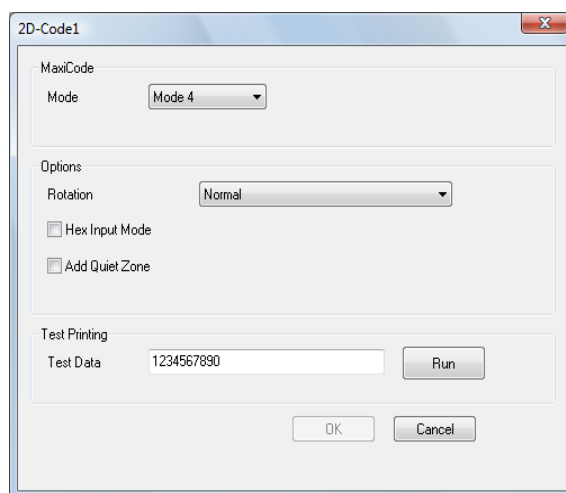 2D-Code1
MaxiCode
Mode Mode 4
Options
Rotation Normal
Hex Input Mode
Add Quiet Zone
Test Printing
Test Data 1234567890 Run
OK Cancel